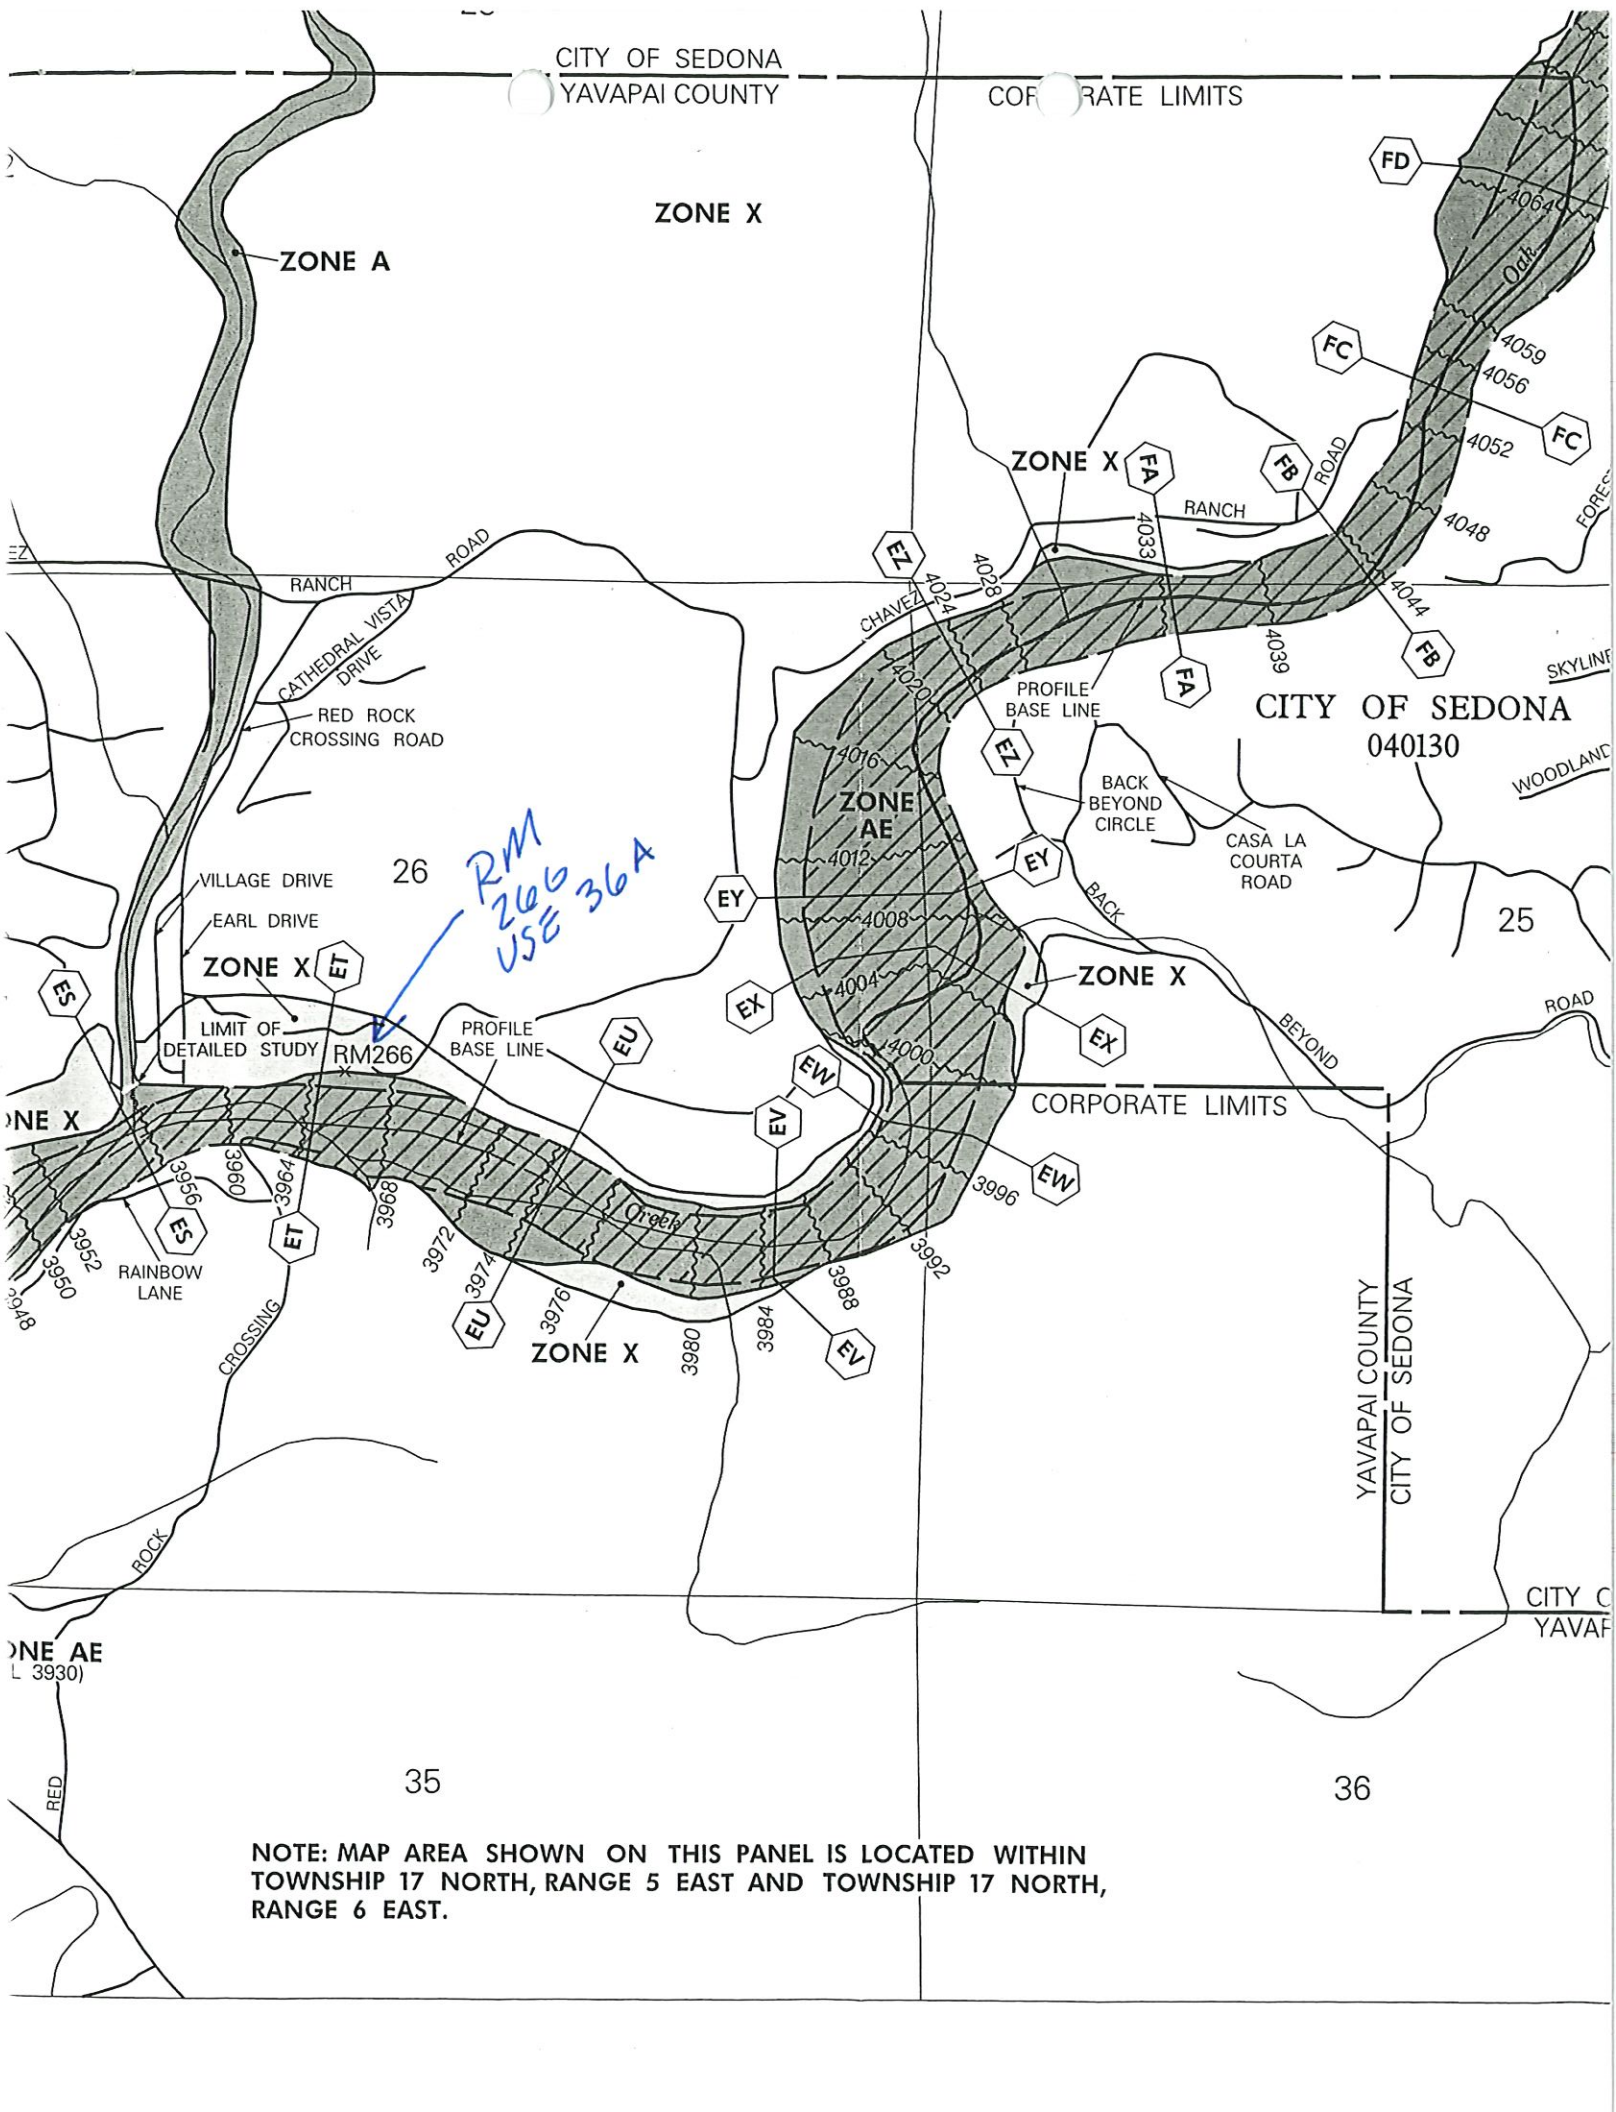 CITY OF SEDONA
YAVAPAI COUNTY
CORPORATE LIMITS
FD
ZONE X
4064
ZONE A
Oak
4059
FC
4056
FC
4052
ZONE X
FA
FB
ROAD
RANCH
4048
FORES
4033
EZ
ROAD
EZ
4028
4024
RANCH
CHAVEZ
4044
CATHEDRAL VISTA
DRIVE
4039
FB
4020
FA
SKYLINE
PROFILE
BASE LINE
CITY OF SEDONA
040130
RED ROCK
CROSSING ROAD
4016
EZ
WOODLAND
ZONE
AE
BACK
BEYOND
CIRCLE
CASA LA
COURTA
ROAD
26
RM
266
USE 36A
4012
EY
VILLAGE DRIVE
EY
BACK
EARL DRIVE
4008
25
ZONE X
ET
4004
ZONE X
ES
EX
ROAD
LIMIT OF
DETAILED STUDY
RM266
PROFILE
BASE LINE
EU
EX
BEYOND
4000
EW
CORPORATE LIMITS
ONE X
EV
3956
3960
3964
3968
EW
3996
Creek
ES
ET
3952
3950
3948
3972
3974
3976
3980
3984
3988
3992
RAINBOW
LANE
EU
ZONE X
EV
CROSSING
YAVAPAI COUNTY
CITY OF SEDONA
ROCK
CITY O
YAVAP
ONE AE
L 3930)
RED
35
36
NOTE: MAP AREA SHOWN ON THIS PANEL IS LOCATED WITHIN
TOWNSHIP 17 NORTH, RANGE 5 EAST AND TOWNSHIP 17 NORTH,
RANGE 6 EAST.